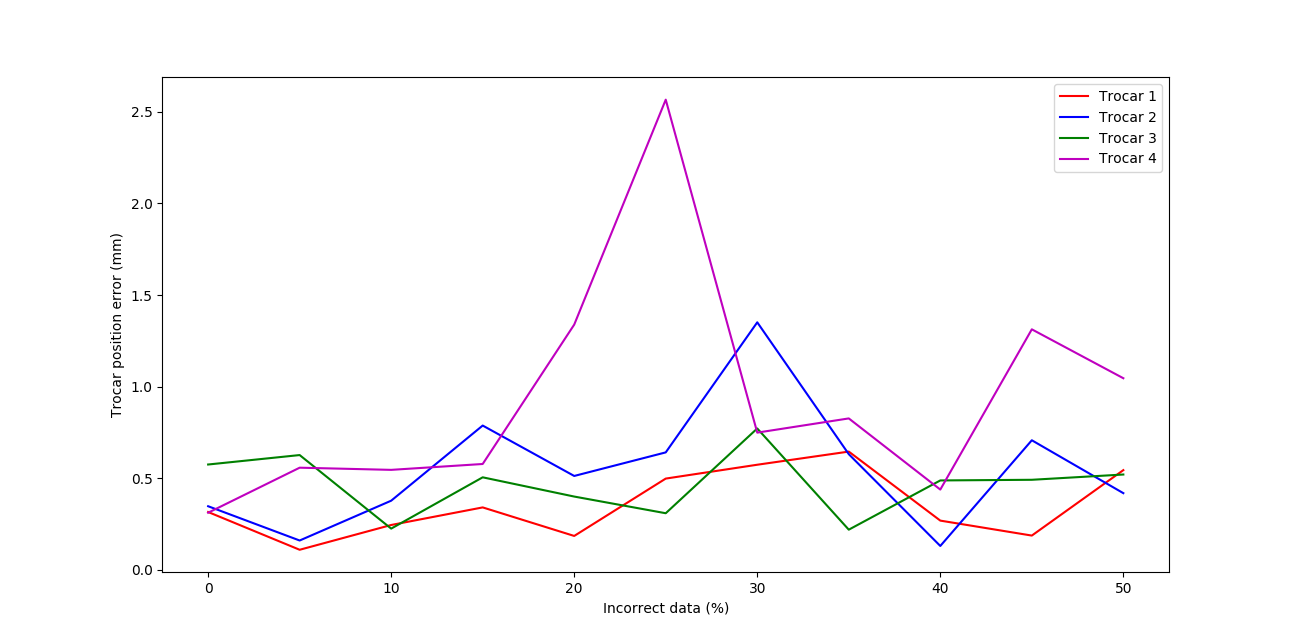 Trocar 1
Trocar 2
Trocar 3
Trocar 4
2.5
2.0
1.5
1.0
0.5
0.0
Trocar position error (mm)
0 10 20 30 40 50
Incorrect data (%)